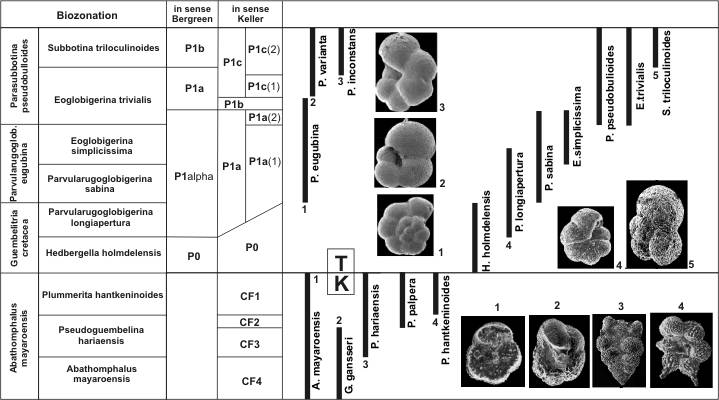 Biozonation
in sense
Bergreen
in sense
Keller
Parasubbotina
pseudobulloides
Parvularugoglob.
eugubina
Guembelitria
cretacea
Abathomphalus
mayaroensis
Subbotina triloculinoides
Eoglobigerina trivialis
Eoglobigerina
simplicissima
Parvularugoglobigerina
sabina
Parvularugoglobigerina
longiapertura
Hedbergella holmdelensis
Plummerita hantkeninoides
Pseudoguembelina
hariaensis
Abathomphalus
mayaroensis
P1b
P1a
P1alpha
P0
P1c
P1c(2)
P1c(1)
P1b
P1a
P1a(2)
P1a(1)
P0
CF1
CF2
CF3
CF4
T
K
P. eugubina
1
P. varianta
2
P. inconstans
3
H. holmdelensis
P. longiapertura
4
P. sabina
E.simplicissima
P. pseudobulloides
E.trivialis
S. triloculinoides
5
3
2
1
4
5
A. mayaroensis
1
G. gansseri
2
P. hariaensis
3
P. palpera
P. hantkeninoides
4
1
2
3
4